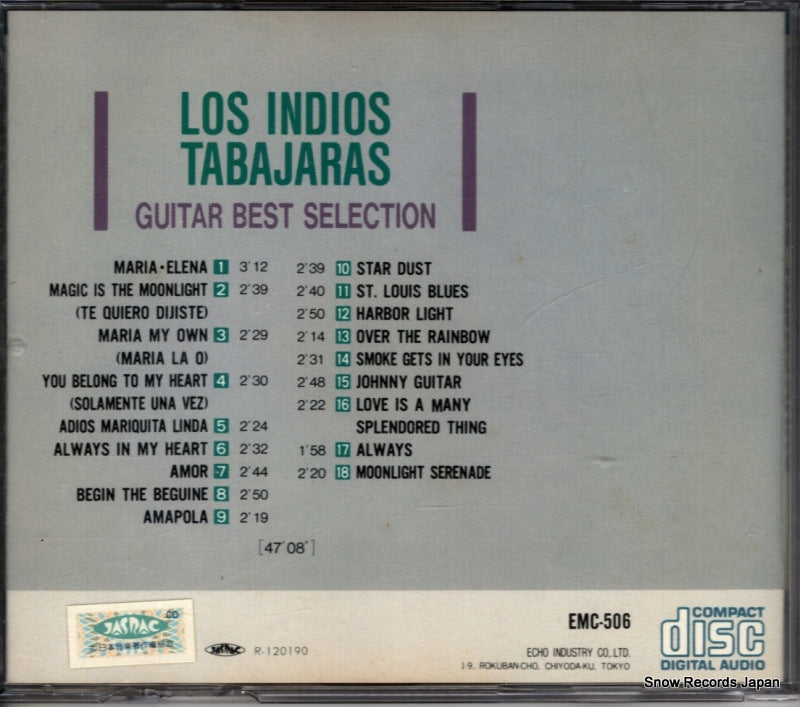 LOS INDIOS
TABAJARAS
GUITAR BEST SELECTION
MARIA・ELENA 1 3'12
MAGIC IS THE MOONLIGHT 2 2'39
(TE QUIERO DIJISTE)
MARIA MY OWN 3 2'29
(MARIA LA O)
YOU BELONG TO MY HEART 4 2'30
(SOLAMENTE UNA VEZ)
ADIOS MARIQUITA LINDA 5 2'24
ALWAYS IN MY HEART 6 2'32
AMOR 7 2'44
BEGIN THE BEGUINE 8 2'50
AMAPOLA 9 2'19
2'39 10 STAR DUST
2'40 11 ST. LOUIS BLUES
2'50 12 HARBOR LIGHT
2'14 13 OVER THE RAINBOW
2'31 14 SMOKE GETS IN YOUR EYES
2'48 15 JOHNNY GUITAR
2'22 16 LOVE IS A MANY
SPLENDORED THING
1'58 17 ALWAYS
2'20 18 MOONLIGHT SERENADE
[47'08"]
CD
JASRAC
JASRAC R-120190
EMC-506
ECHO INDUSTRY CO.,LTD.
1-9, ROKUBAN-CHO, CHIYODA-KU, TOKYO
COMPACT
disc
DIGITAL AUDIO
Snow Records Japan